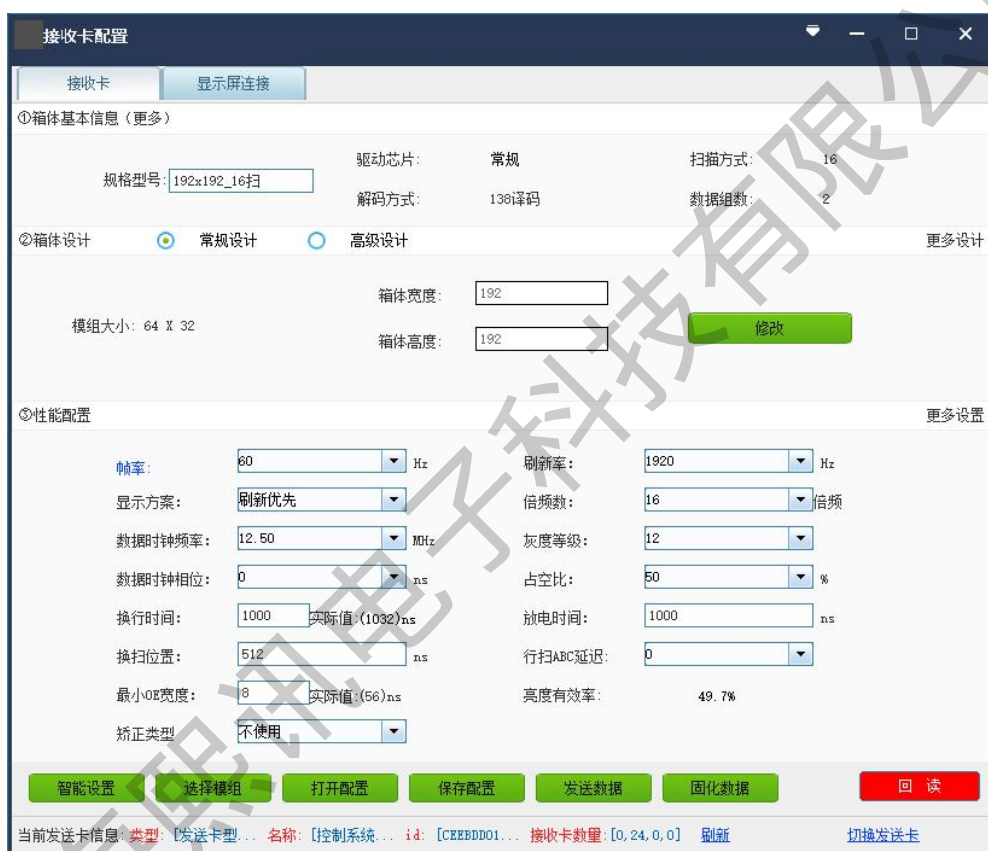 接收卡配置
接收卡 显示屏连接
①箱体基本信息（更多）
驱动芯片: 常规 扫描方式: 16
规格型号: 192x192_16扫
解码方式: 138译码 数据组数: 2
②箱体设计 常规设计 高级设计 更多设计
箱体宽度: 192
模组大小: 64 X 32 修改
箱体高度: 192
③性能配置 更多设置
帧率: 60 Hz 刷新率: 1920 Hz
显示方案: 刷新优先 倍频数: 16 倍频
数据时钟频率: 12.50 MHz 灰度等级: 12
数据时钟相位: 0 ns 占空比: 50 %
换行时间: 1000 实际值:(1032)ns 放电时间: 1000 ns
换扫位置: 512 ns 行扫ABC延迟: 0
最小OE宽度: 8 实际值:(56)ns 亮度有效率: 49.7%
矫正类型 不使用
智能设置 选择模组 打开配置 保存配置 发送数据 固化数据 回 读
当前发送卡信息: 类型: [发送卡型... 名称: [控制系统... id: [CEEBDD01... 接收卡数量:[0,24,0,0] 刷新 切换发送卡
熙讯电子科技有限公